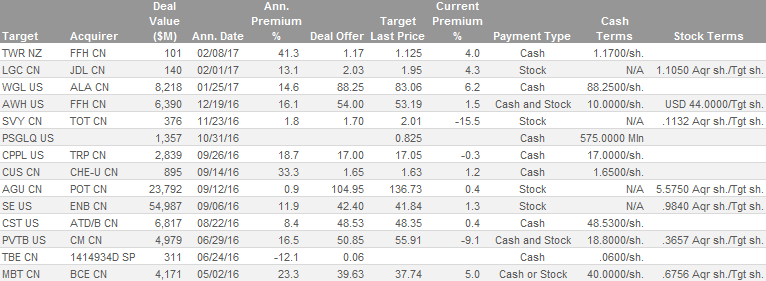 Deal Ann. Target Current
Value Premium Last Price Premium Cash
Target Acquirer ($M) Ann. Date % Deal Offer % Payment Type Terms Stock Terms
TWR NZ FFH CN 101 02/08/17 41.3 1.17 1.125 4.0 Cash 1.1700/sh.
LGC CN JDL CN 140 02/01/17 13.1 2.03 1.95 4.3 Stock N/A 1.1050 Aqr sh./Tgt sh.
WGL US ALA CN 8,218 01/25/17 14.6 88.25 83.06 6.2 Cash 88.2500/sh.
AWH US FFH CN 6,390 12/19/16 16.1 54.00 53.19 1.5 Cash and Stock 10.0000/sh. USD 44.0000/Tgt sh.
SVY CN TOT CN 376 11/23/16 1.8 1.70 2.01 -15.5 Stock N/A .1132 Aqr sh./Tgt sh.
PSGLQ US 1,357 10/31/16 0.825 Cash 575.0000 Mln
CPPL US TRP CN 2,839 09/26/16 18.7 17.00 17.05 -0.3 Cash 17.0000/sh.
CUS CN CHE-U CN 895 09/14/16 33.3 1.65 1.63 1.2 Cash 1.6500/sh.
AGU CN POT CN 23,792 09/12/16 0.9 104.95 136.73 0.4 Stock N/A 5.5750 Aqr sh./Tgt sh.
SE US ENB CN 54,987 09/06/16 11.9 42.40 41.84 1.3 Stock N/A .9840 Aqr sh./Tgt sh.
CST US ATD/B CN 6,817 08/22/16 8.4 48.53 48.35 0.4 Cash 48.5300/sh.
PVTB US CM CN 4,979 06/29/16 16.5 50.85 55.91 -9.1 Cash and Stock 18.8000/sh. .3657 Aqr sh./Tgt sh.
TBE CN 1414934D SP 311 06/24/16 -12.1 0.06 Cash .0600/sh.
MBT CN BCE CN 4,171 05/02/16 23.3 39.63 37.74 5.0 Cash or Stock 40.0000/sh. .6756 Aqr sh./Tgt sh.